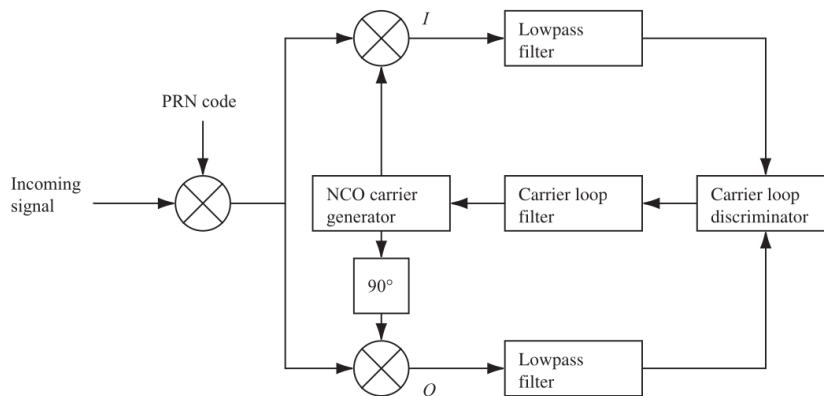 I
Lowpass
filter
PRN code
Incoming
signal
NCO carrier
generator
Carrier loop
filter
Carrier loop
discriminator
90°
Lowpass
filter
Q